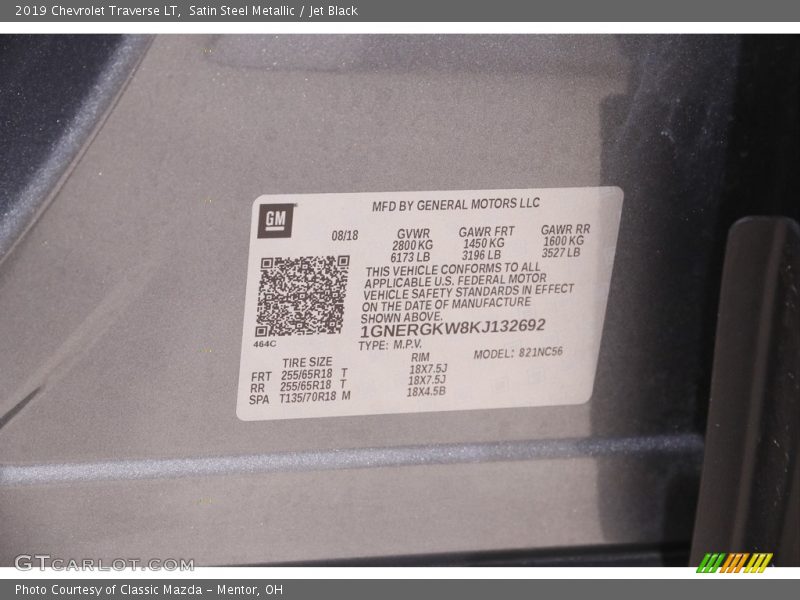 2019 Chevrolet Traverse LT, Satin Steel Metallic / Jet Black
GM
MFD BY GENERAL MOTORS LLC
08/18 GVWR GAWR FRT GAWR RR
2800 KG 1450 KG 1600 KG
6173 LB 3196 LB 3527 LB
THIS VEHICLE CONFORMS TO ALL
APPLICABLE U.S. FEDERAL MOTOR
VEHICLE SAFETY STANDARDS IN EFFECT
ON THE DATE OF MANUFACTURE
SHOWN ABOVE.
1GNERGKW8KJ132692
464C
TYPE: M.P.V. MODEL: 821NC56
TIRE SIZE RIM
FRT 255/65R18 T 18X7.5J
RR 255/65R18 T 18X7.5J
SPA T135/70R18 M 18X4.5B
GTCARLOT.COM
Photo Courtesy of Classic Mazda - Mentor, OH